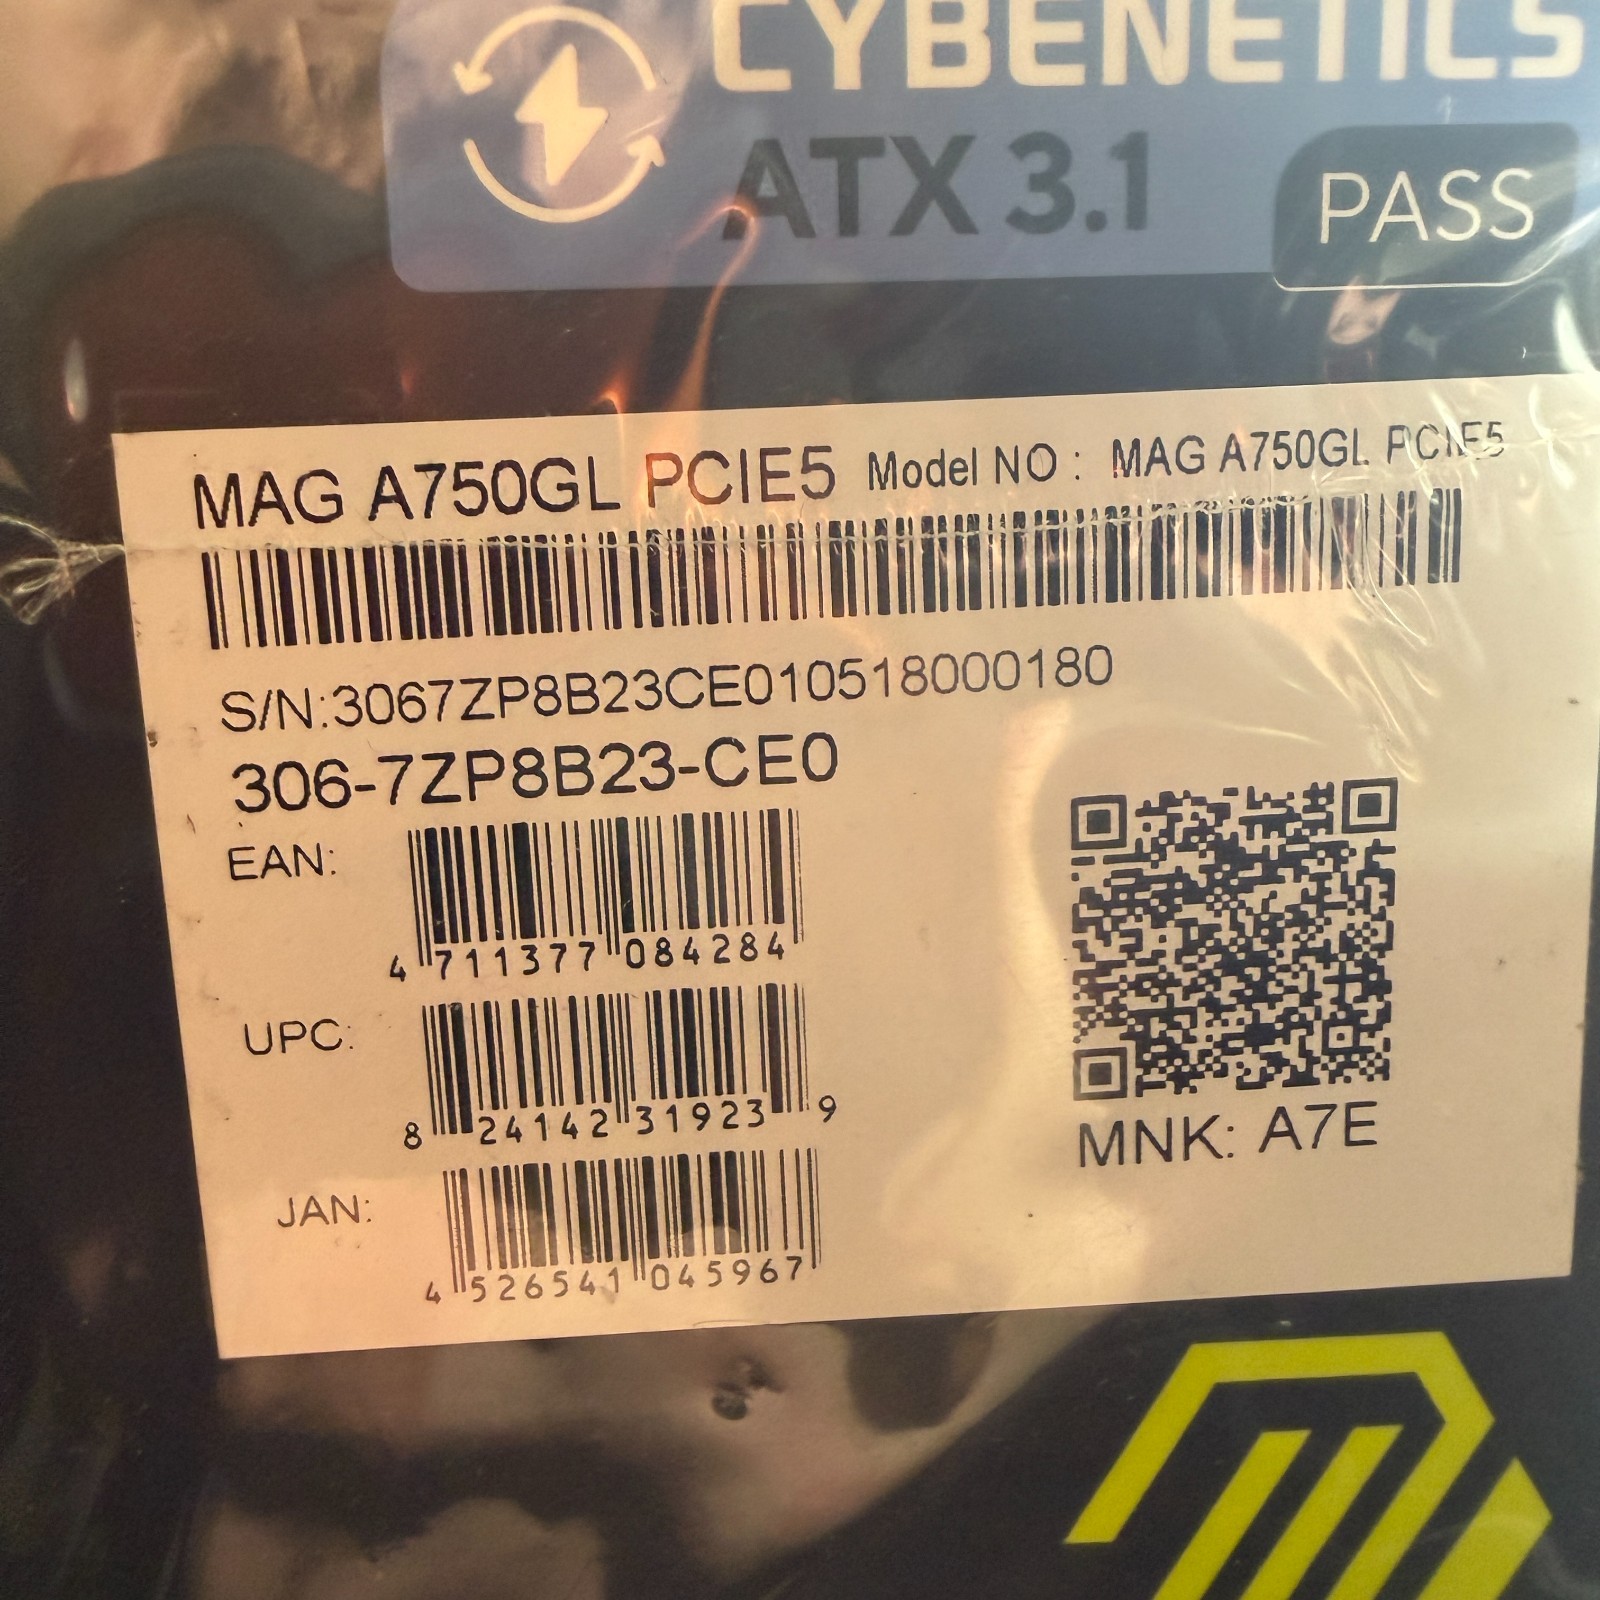 CYBENETICS
ATX 3.1
PASS
MAG A750GL PCIE5 Model NO : MAG A750GL PCIE5
S/N:3067ZP8B23CE010518000180
306-7ZP8B23-CE0
EAN:
4 711377 084284
UPC:
8 24142 31923 9
MNK: A7E
JAN:
4 526541 045967